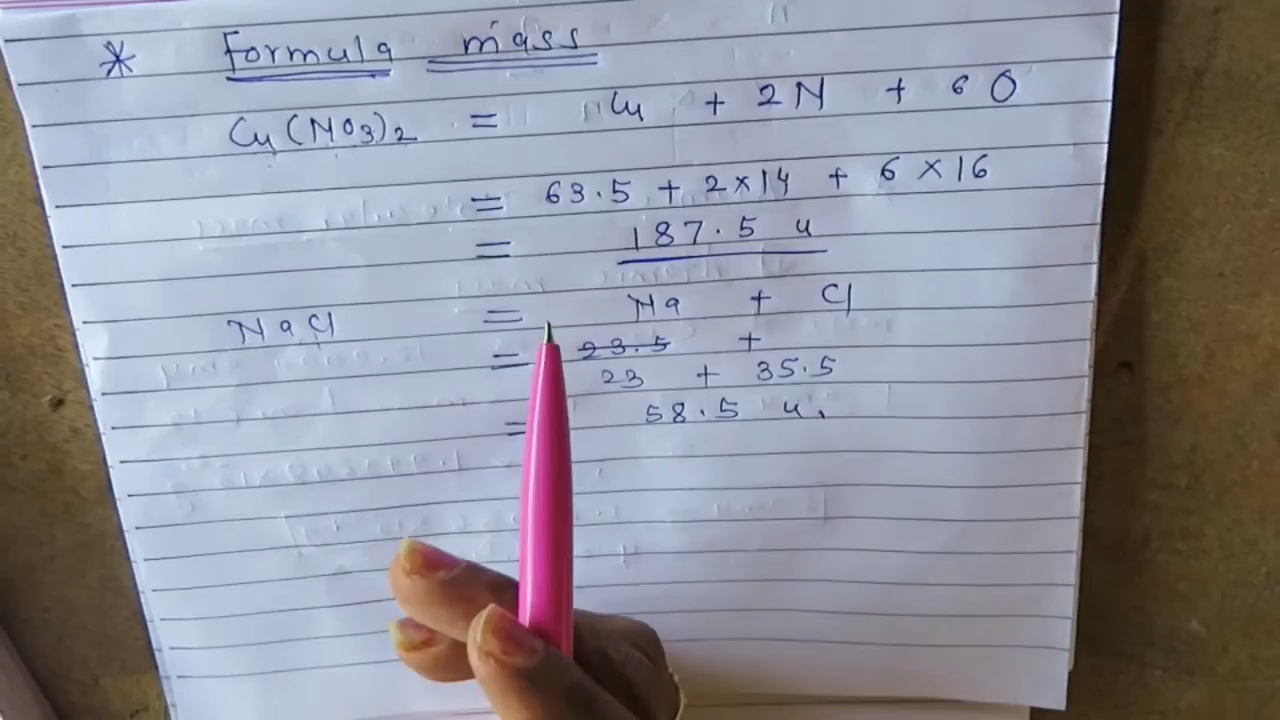 * Formula mass
Cu(NO3)2 = Cu + 2N + 6O
= 63.5 + 2×14 + 6×16
= 187.5 u
NaCl = Na + Cl
= 23.5 +
23 + 35.5
= 58.5 u.